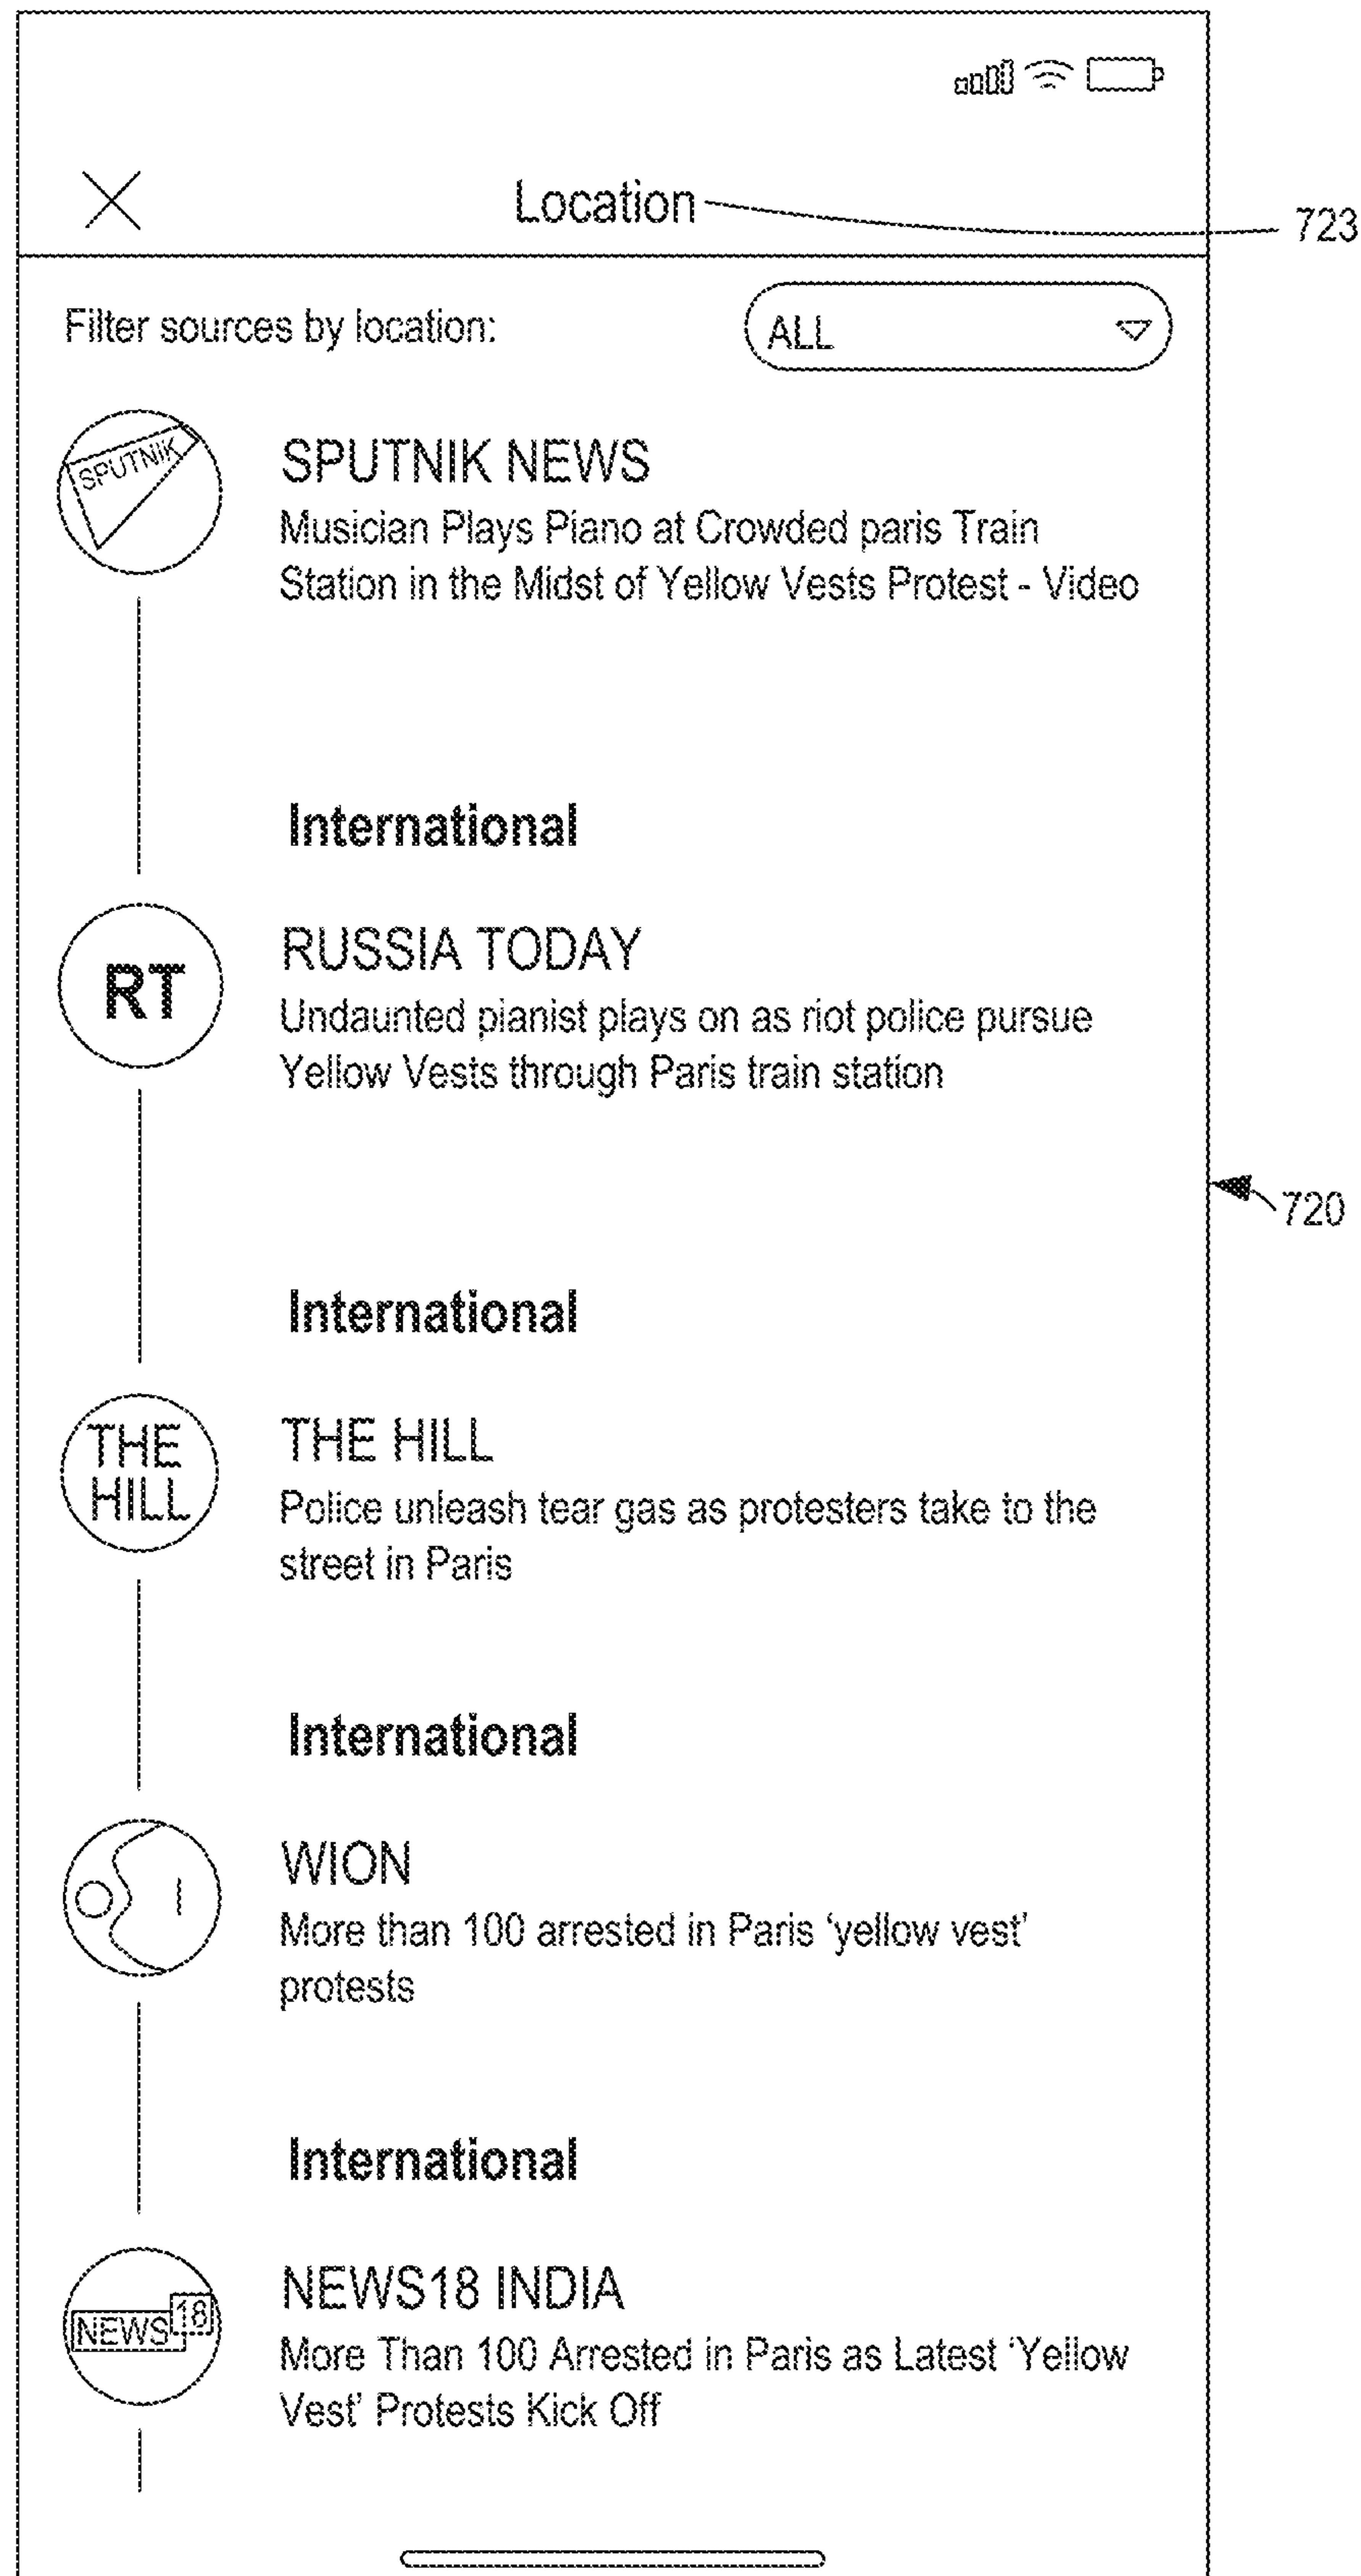 Location
723
Filter sources by location:
ALL
SPUTNIK
SPUTNIK NEWS
Musician Plays Piano at Crowded paris Train
Station in the Midst of Yellow Vests Protest - Video
International
RT
RUSSIA TODAY
Undaunted pianist plays on as riot police pursue
Yellow Vests through Paris train station
720
International
THE
HILL
THE HILL
Police unleash tear gas as protesters take to the
street in Paris
International
WION
More than 100 arrested in Paris ‘yellow vest’
protests
International
NEWS 18
NEWS18 INDIA
More Than 100 Arrested in Paris as Latest ‘Yellow
Vest’ Protests Kick Off